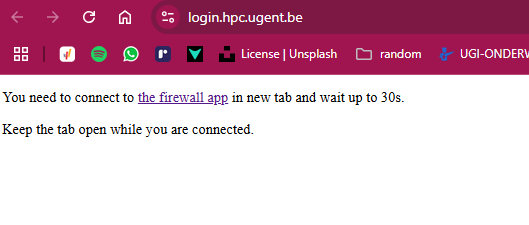 login.hpc.ugent.be
License | Unsplash
random
UGI-ONDERW
You need to connect to the firewall app in new tab and wait up to 30s.
Keep the tab open while you are connected.